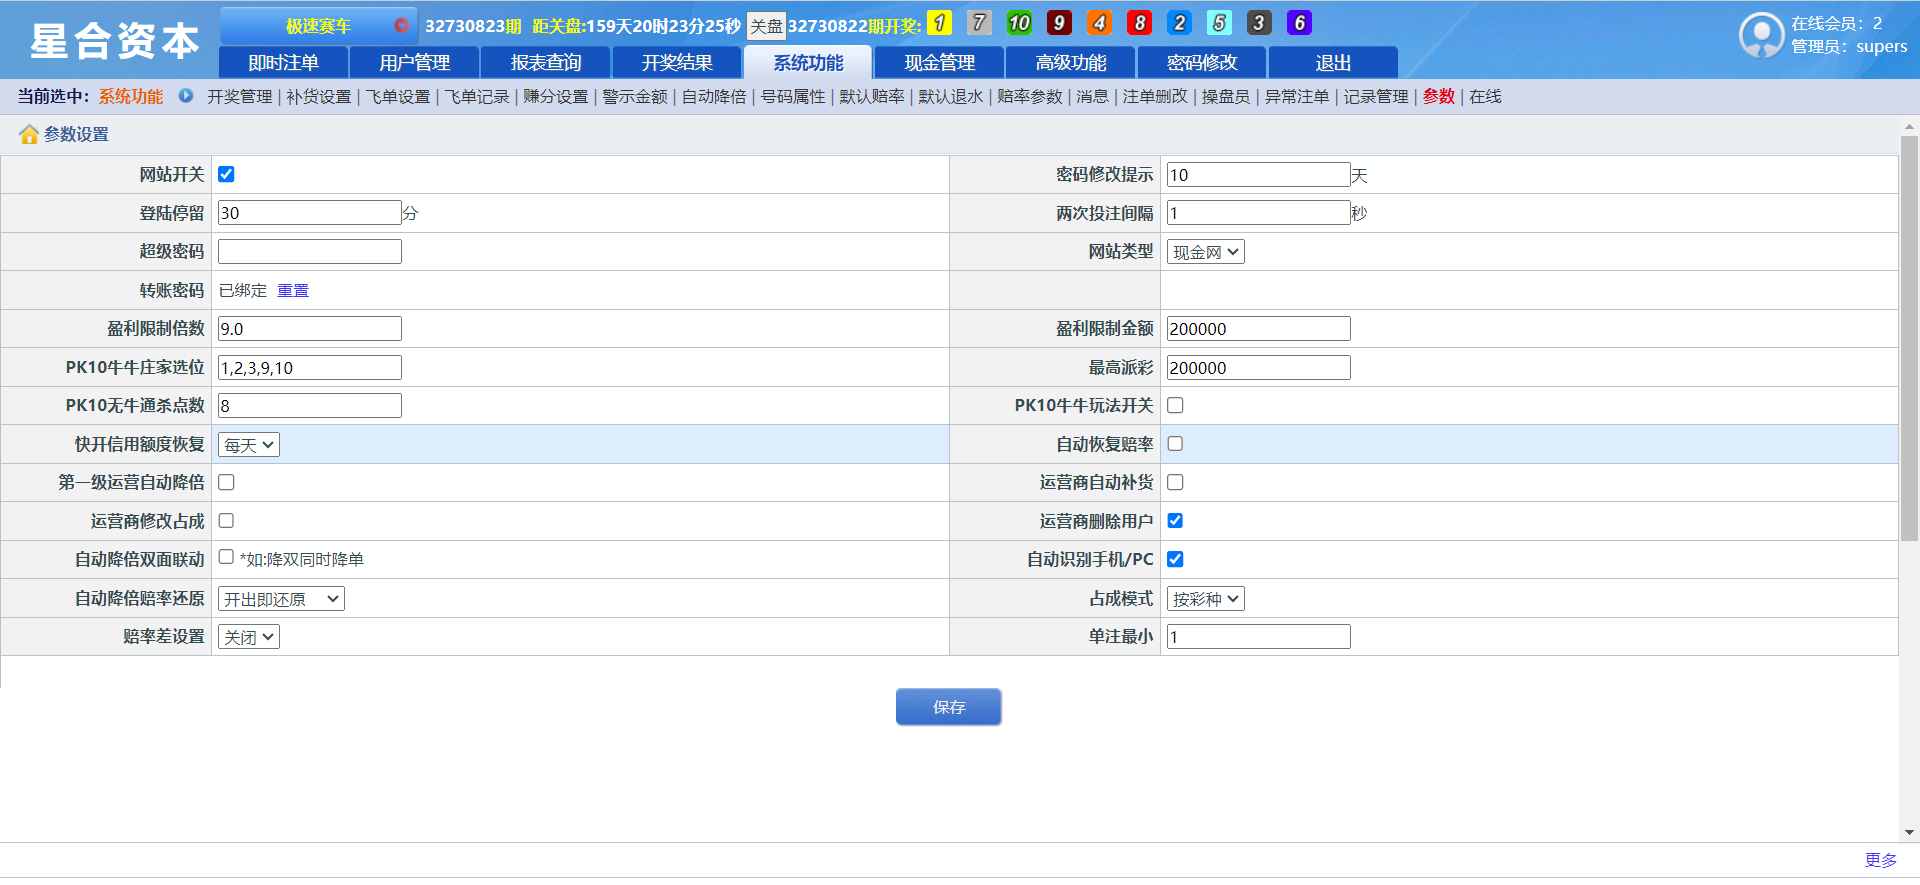 星合资本
极速赛车
32730823期 距关盘:159天20时23分25秒 关盘 32730822期开奖: 1 7 10 9 4 8 2 5 3 6
在线会员：2
管理员：supers
即时注单 用户管理 报表查询 开奖结果 系统功能 现金管理 高级功能 密码修改 退出
当前选中：系统功能 开奖管理 | 补货设置 | 飞单设置 | 飞单记录 | 赚分设置 | 警示金额 | 自动降倍 | 号码属性 | 默认赔率 | 默认退水 | 赔率参数 | 消息 | 注单删改 | 操盘员 | 异常注单 | 记录管理 | 参数 | 在线
参数设置
网站开关 密码修改提示 10 天
登陆停留 30 分 两次投注间隔 1 秒
超级密码 网站类型 现金网
转账密码 已绑定 重置
盈利限制倍数 9.0 盈利限制金额 200000
PK10牛牛庄家选位 1,2,3,9,10 最高派彩 200000
PK10无牛通杀点数 8 PK10牛牛玩法开关
快开信用额度恢复 每天 自动恢复赔率
第一级运营自动降倍 运营商自动补货
运营商修改占成 运营商删除用户
自动降倍双面联动 *如:降双同时降单 自动识别手机/PC
自动降倍赔率还原 开出即还原 占成模式 按彩种
赔率差设置 关闭 单注最小 1
保存
更多